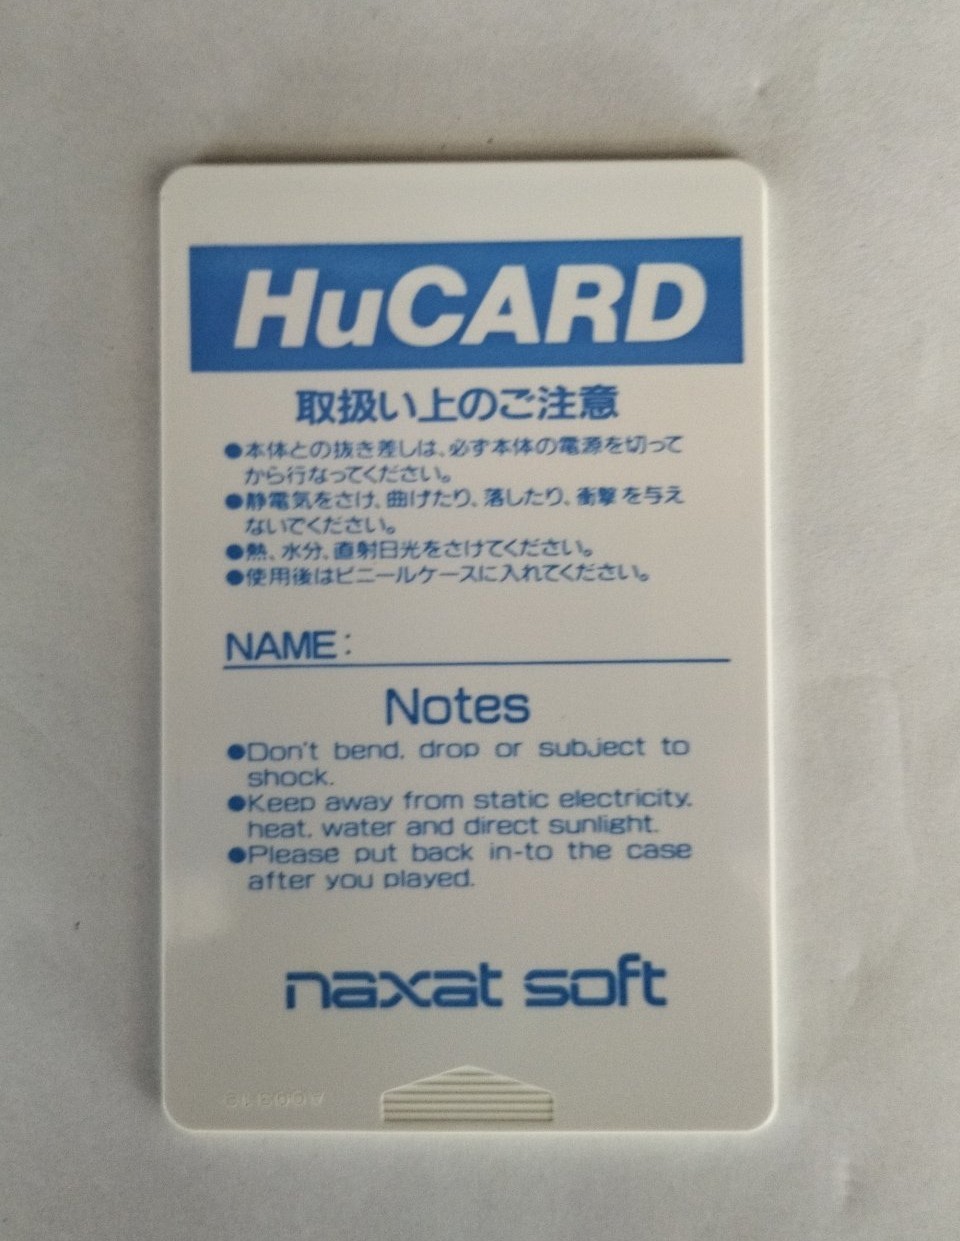 HuCARD
取扱い上のご注意
●本体との抜き差しは、必ず本体の電源を切って
から行なってください。
●静電気をさけ、曲げたり、落したり、衝撃を与え
ないでください。
●熱、水分、直射日光をさけてください。
●使用後はビニールケースに入れてください。
NAME:
Notes
●Don't bend, drop or subject to
shock.
●Keep away from static electricity,
heat, water and direct sunlight.
●Please put back in-to the case
after you played.
naxat soft